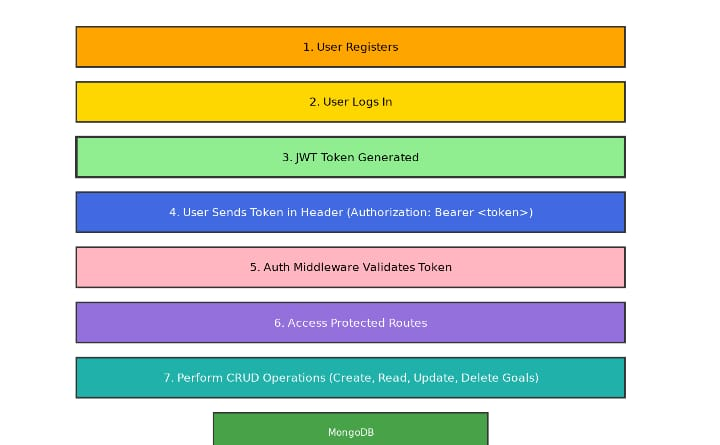 1. User Registers
2. User Logs In
3. JWT Token Generated
4. User Sends Token in Header (Authorization: Bearer <token>)
5. Auth Middleware Validates Token
6. Access Protected Routes
7. Perform CRUD Operations (Create, Read, Update, Delete Goals)
MongoDB